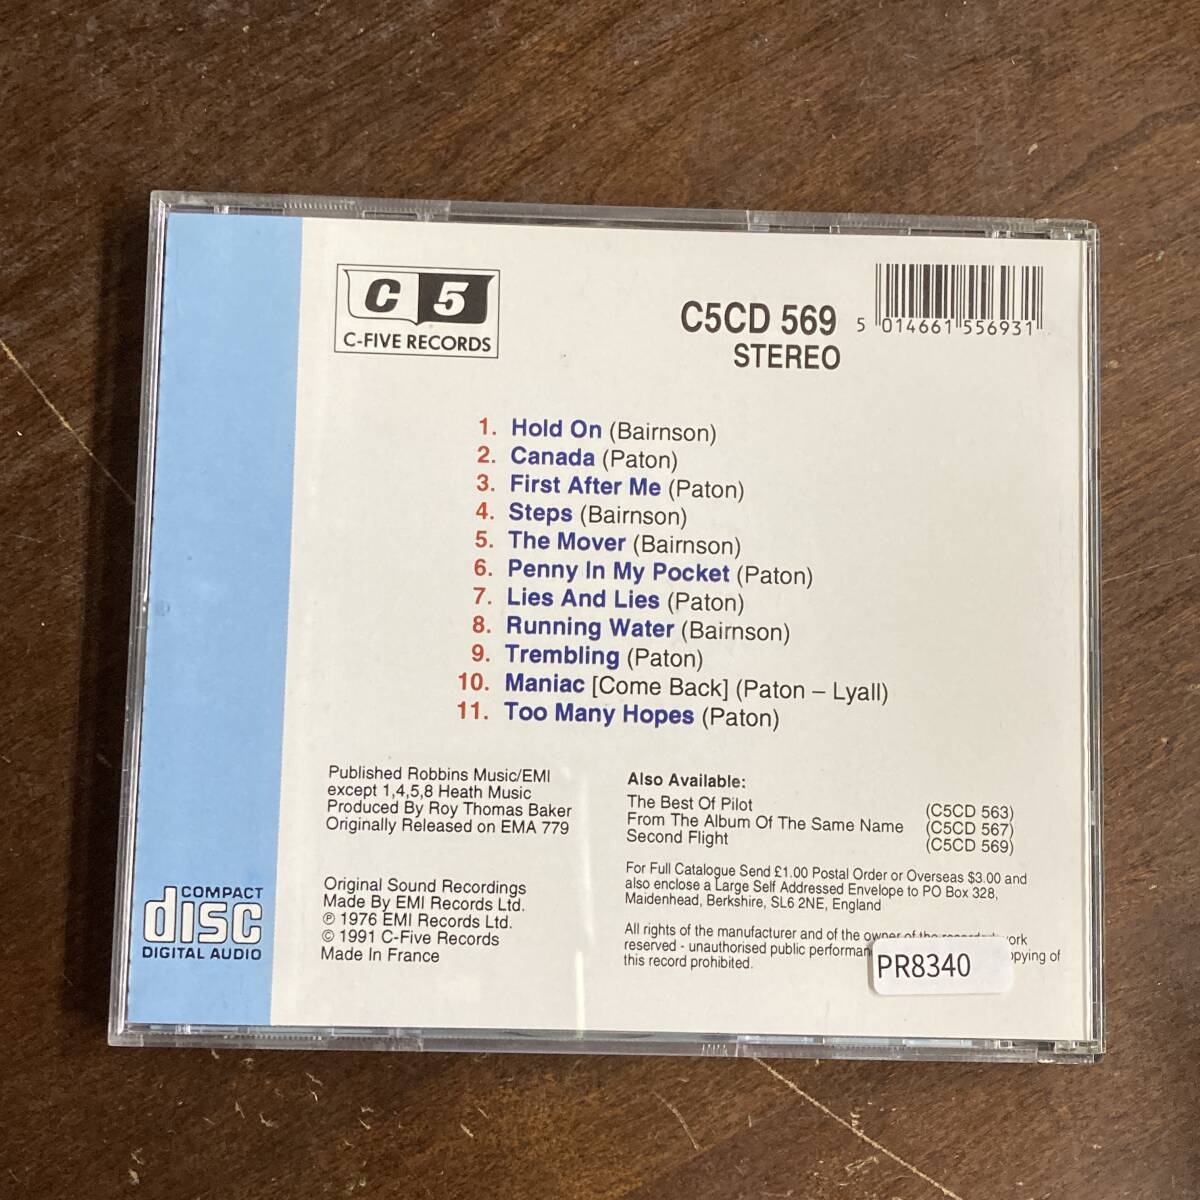 C 5
C-FIVE RECORDS
C5CD 569
STEREO
5 014661 556931
1. Hold On (Bairnson)
2. Canada (Paton)
3. First After Me (Paton)
4. Steps (Bairnson)
5. The Mover (Bairnson)
6. Penny In My Pocket (Paton)
7. Lies And Lies (Paton)
8. Running Water (Bairnson)
9. Trembling (Paton)
10. Maniac [Come Back] (Paton – Lyall)
11. Too Many Hopes (Paton)
Published Robbins Music/EMI
except 1,4,5,8 Heath Music
Produced By Roy Thomas Baker
Originally Released on EMA 779
Original Sound Recordings
Made By EMI Records Ltd.
℗ 1976 EMI Records Ltd.
© 1991 C-Five Records
Made In France
Also Available:
The Best Of Pilot (C5CD 563)
From The Album Of The Same Name (C5CD 567)
Second Flight (C5CD 569)
For Full Catalogue Send £1.00 Postal Order or Overseas $3.00 and
also enclose a Large Self Addressed Envelope to PO Box 328,
Maidenhead, Berkshire, SL6 2NE, England
All rights of the manufacturer and of the owner of the
reserved - unauthorised public of
this record prohibited.
PR8340
COMPACT
disc
DIGITAL AUDIO